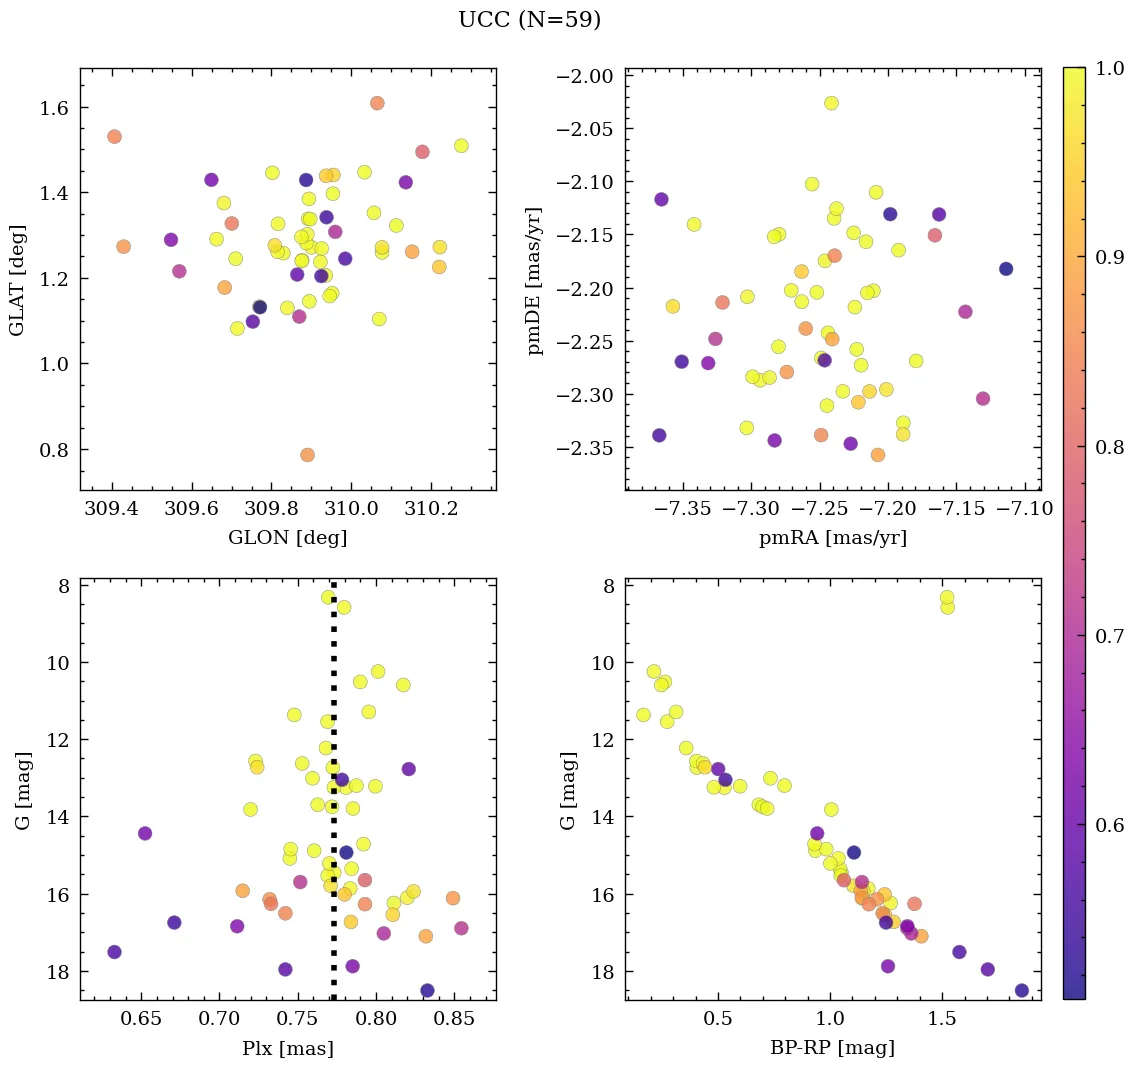 UCC (N=59)
1.6
1.4
1.2
1.0
0.8
GLAT [deg]
309.4 309.6 309.8 310.0 310.2
GLON [deg]
−2.00
−2.05
−2.10
−2.15
−2.20
−2.25
−2.30
−2.35
pmDE [mas/yr]
−7.35 −7.30 −7.25 −7.20 −7.15 −7.10
pmRA [mas/yr]
8
10
12
14
16
18
G [mag]
0.65 0.70 0.75 0.80 0.85
Plx [mas]
8
10
12
14
16
18
G [mag]
0.5 1.0 1.5
BP-RP [mag]
1.0
0.9
0.8
0.7
0.6